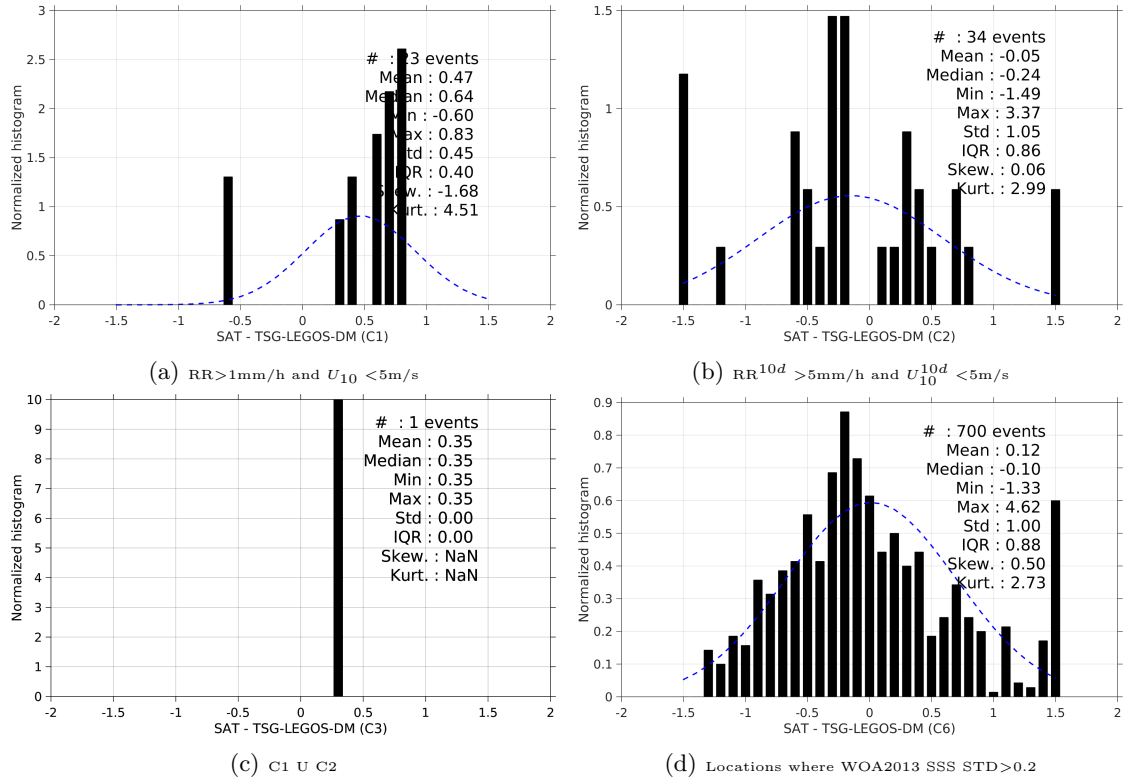 3
2.5
2
1.5
1
0.5
0
-2
-1.5
-1
-0.5
0
0.5
1
1.5
2
Normalized histogram
SAT - TSG-LEGOS-DM (C1)
# : 23 events
Mean : 0.47
Median : 0.64
Min : -0.60
Max : 0.83
Std : 0.45
IQR : 0.40
Skew. : -1.68
Kurt. : 4.51
(a) RR>1mm/h and U10 <5m/s
1.5
1
0.5
0
-2
-1.5
-1
-0.5
0
0.5
1
1.5
2
Normalized histogram
SAT - TSG-LEGOS-DM (C2)
# : 34 events
Mean : -0.05
Median : -0.24
Min : -1.49
Max : 3.37
Std : 1.05
IQR : 0.86
Skew. : 0.06
Kurt. : 2.99
(b) RR10d >5mm/h and U10d10 <5m/s
10
9
8
7
6
5
4
3
2
1
0
-2
-1.5
-1
-0.5
0
0.5
1
1.5
2
Normalized histogram
SAT - TSG-LEGOS-DM (C3)
# : 1 events
Mean : 0.35
Median : 0.35
Min : 0.35
Max : 0.35
Std : 0.00
IQR : 0.00
Skew. : NaN
Kurt. : NaN
(c) C1 U C2
0.9
0.8
0.7
0.6
0.5
0.4
0.3
0.2
0.1
0
-2
-1.5
-1
-0.5
0
0.5
1
1.5
2
Normalized histogram
SAT - TSG-LEGOS-DM (C6)
# : 700 events
Mean : 0.12
Median : -0.10
Min : -1.33
Max : 4.62
Std : 1.00
IQR : 0.88
Skew. : 0.50
Kurt. : 2.73
(d) Locations where WOA2013 SSS STD>0.2